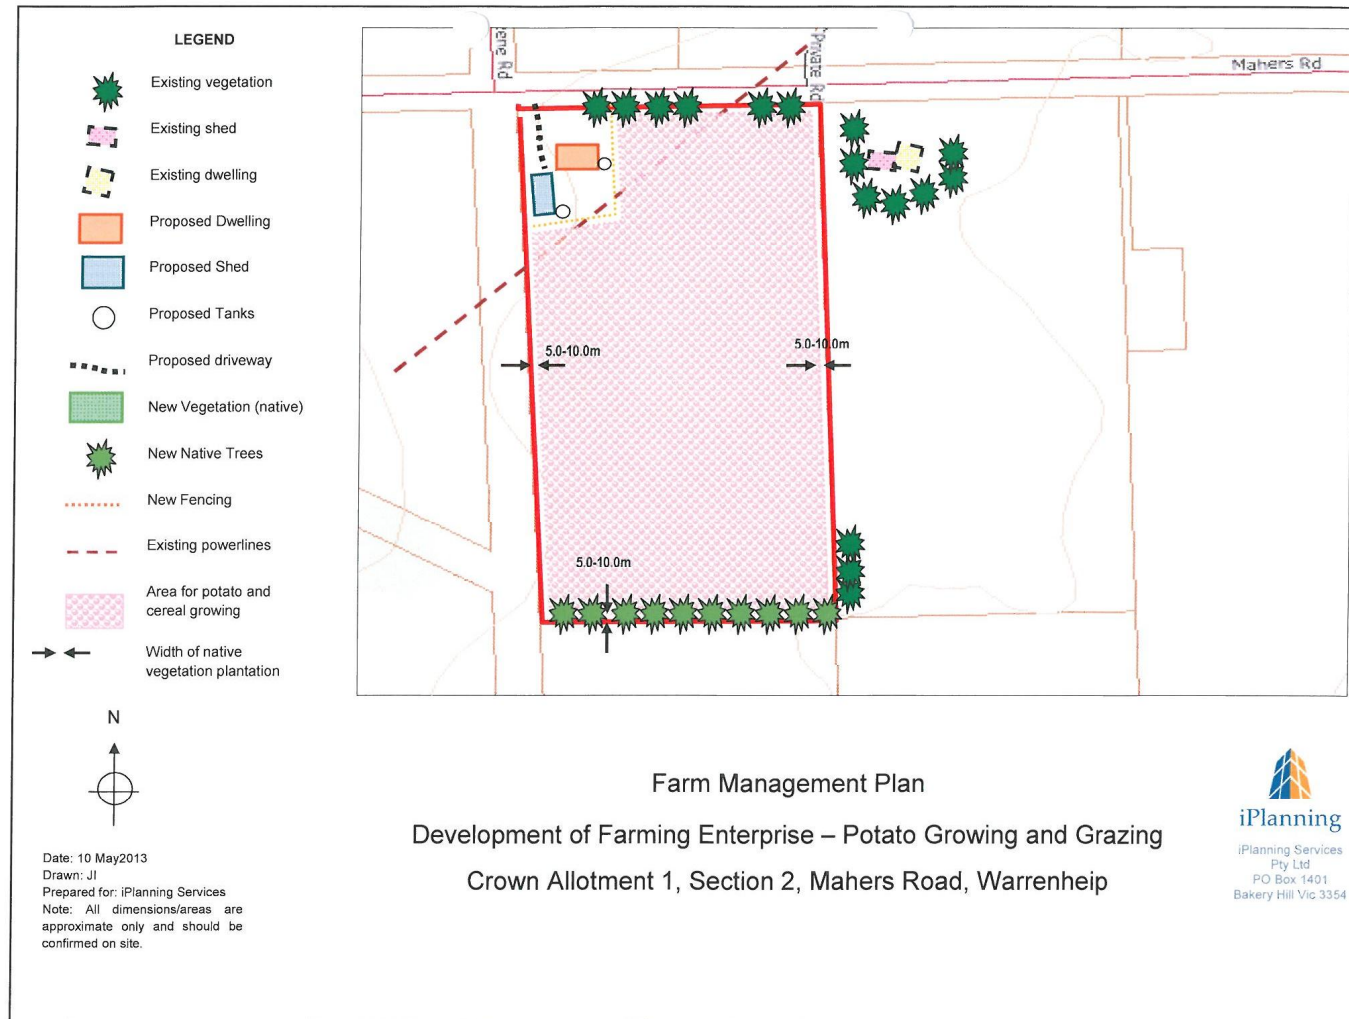 LEGEND
Existing vegetation
Existing shed
Existing dwelling
Proposed Dwelling
Proposed Shed
Proposed Tanks
Proposed driveway
New Vegetation (native)
New Native Trees
New Fencing
Existing powerlines
Area for potato and
cereal growing
Width of native
vegetation plantation
N
Date: 10 May2013
Drawn: JI
Prepared for: iPlanning Services
Note: All dimensions/areas are
approximate only and should be
confirmed on site.
ene Rd
(Private Rd
Mahers Rd
5.0-10.0m
5.0-10.0m
5.0-10.0m
Farm Management Plan
Development of Farming Enterprise – Potato Growing and Grazing
Crown Allotment 1, Section 2, Mahers Road, Warrenheip
iPlanning
iPlanning Services
Pty Ltd
PO Box 1401
Bakery Hill Vic 3354